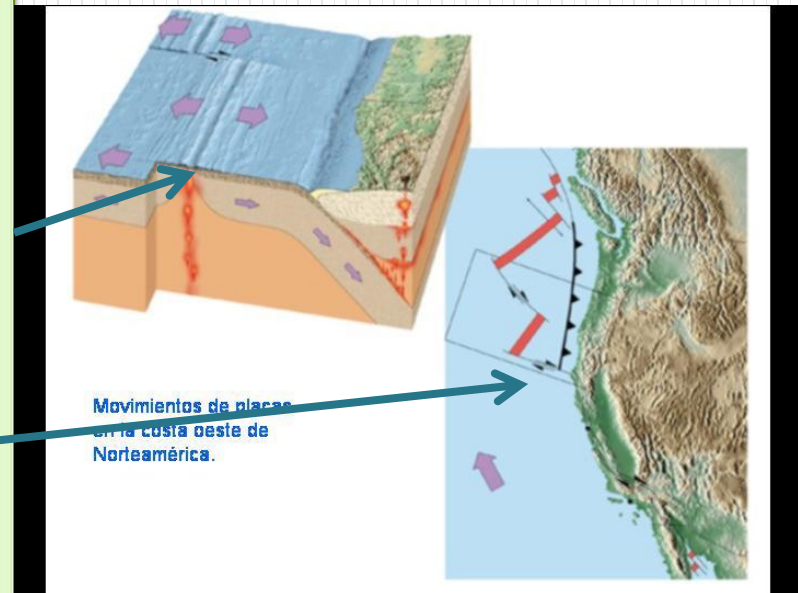 Movimientos de placas
en la costa oeste de
Norteamérica.